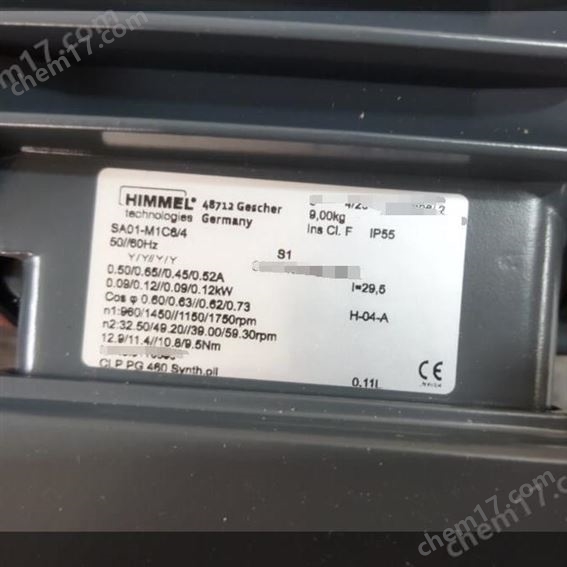 chem17.com
HIMMEL® 48712 Gescher
technologies Germany
9,00kg
Ins Cl. F IP55
SA01-M1C6/4
50//60Hz
Y/Y//Y/Y
S1
0.50/0.65//0.45/0.52A
0.09/0.12//0.09/0.12kW
i=29,5
Cos φ 0.60/0.63//0.62/0.73
n1:960/1450//1150/1750rpm
H-04-A
n2:32.50/49.20//39.00/59.30rpm
12.9/11.4//10.8/9.5Nm
CLP PG 460 Synth.oil
0.11L
CE
chem17.com
chem17.com